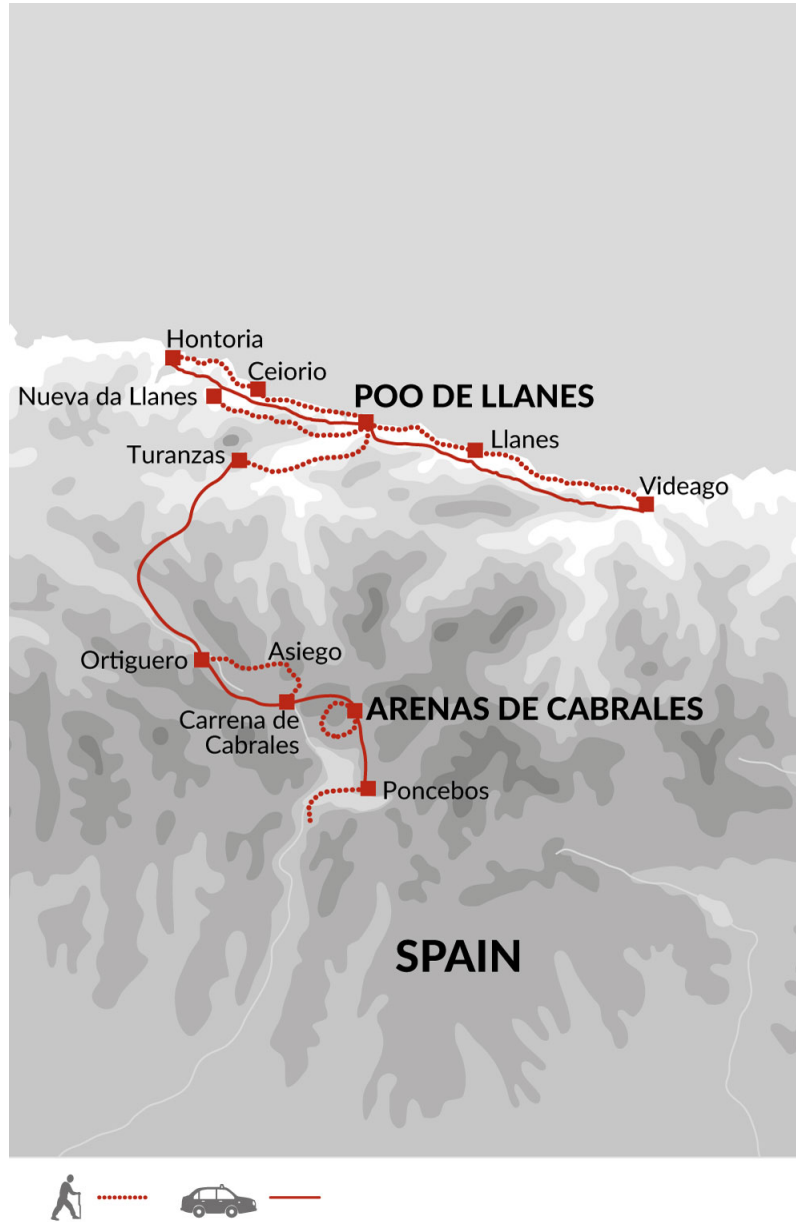 Hontoria
Ceiorio
Nueva da Llanes
POO DE LLANES
Llanes
Turanzas
Videago
Ortiguero
Asiego
Carrena de
Cabrales
ARENAS DE CABRALES
Poncebos
SPAIN